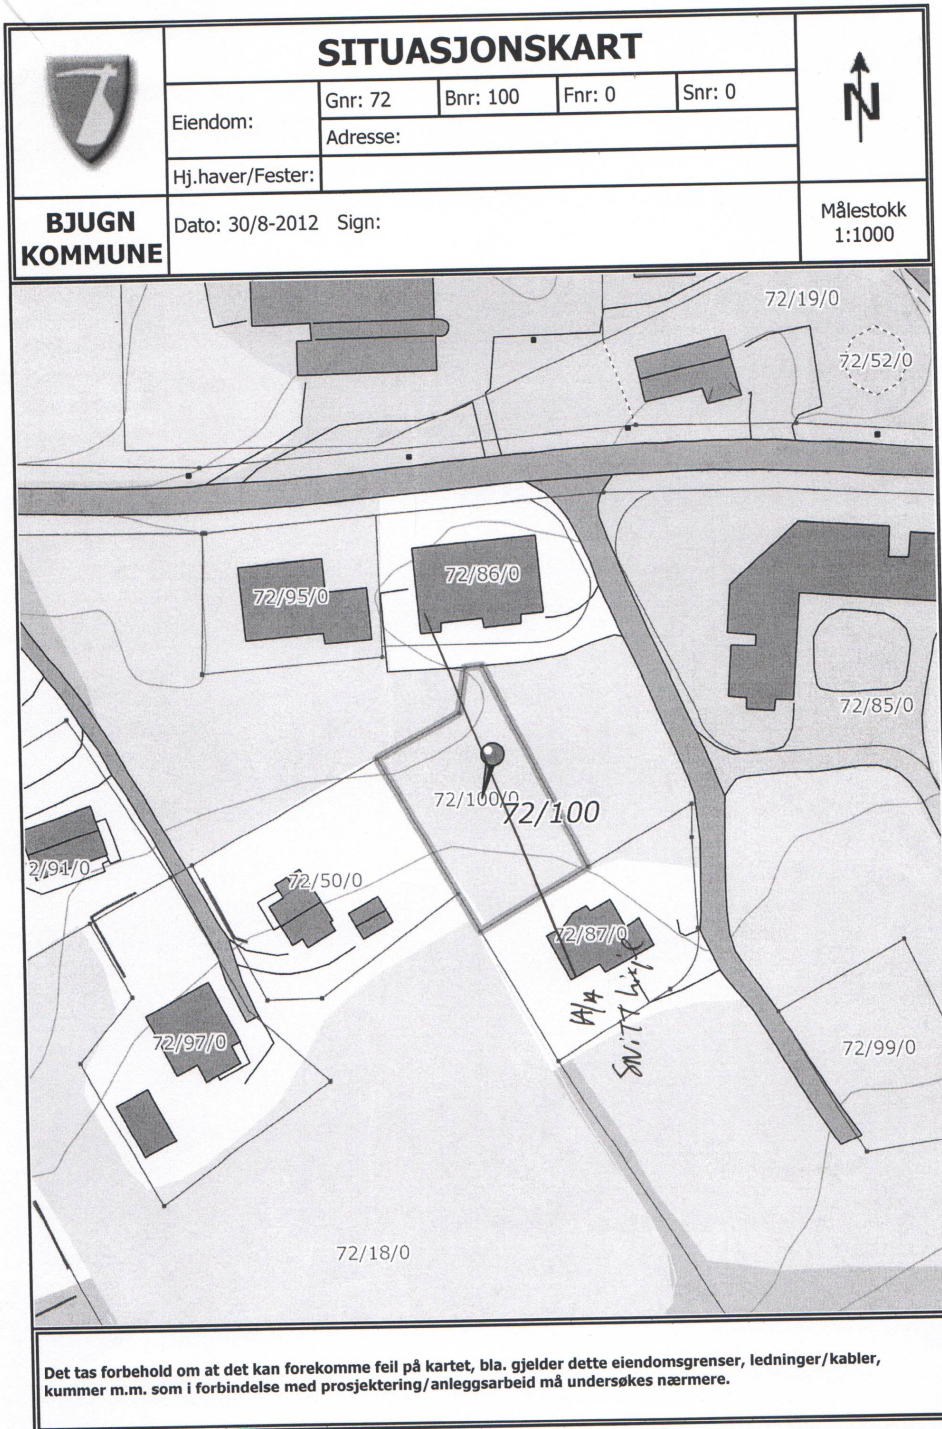 SITUASJONSKART
Eiendom:
Gnr: 72
Bnr: 100
Fnr: 0
Snr: 0
Adresse:
Hj.haver/Fester:
N
BJUGN
KOMMUNE
Dato: 30/8-2012 Sign:
Målestokk
1:1000
72/19/0
72/52/0
72/86/0
72/95/0
72/85/0
72/100/0
72/100
2/91/0
72/50/0
72/87/0
A/A
SNiTT Linje
72/97/0
72/99/0
72/18/0
Det tas forbehold om at det kan forekomme feil på kartet, bla. gjelder dette eiendomsgrenser, ledninger/kabler,
kummer m.m. som i forbindelse med prosjektering/anleggsarbeid må undersøkes nærmere.